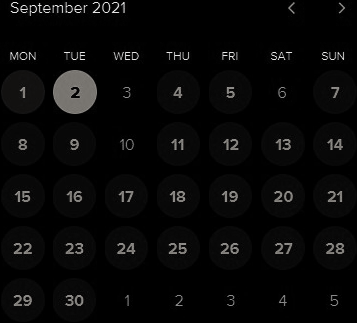 September 2021
MON TUE WED THU FRI SAT SUN
1 2 3 4 5 6 7
8 9 10 11 12 13 14
15 16 17 18 19 20 21
22 23 24 25 26 27 28
29 30 1 2 3 4 5